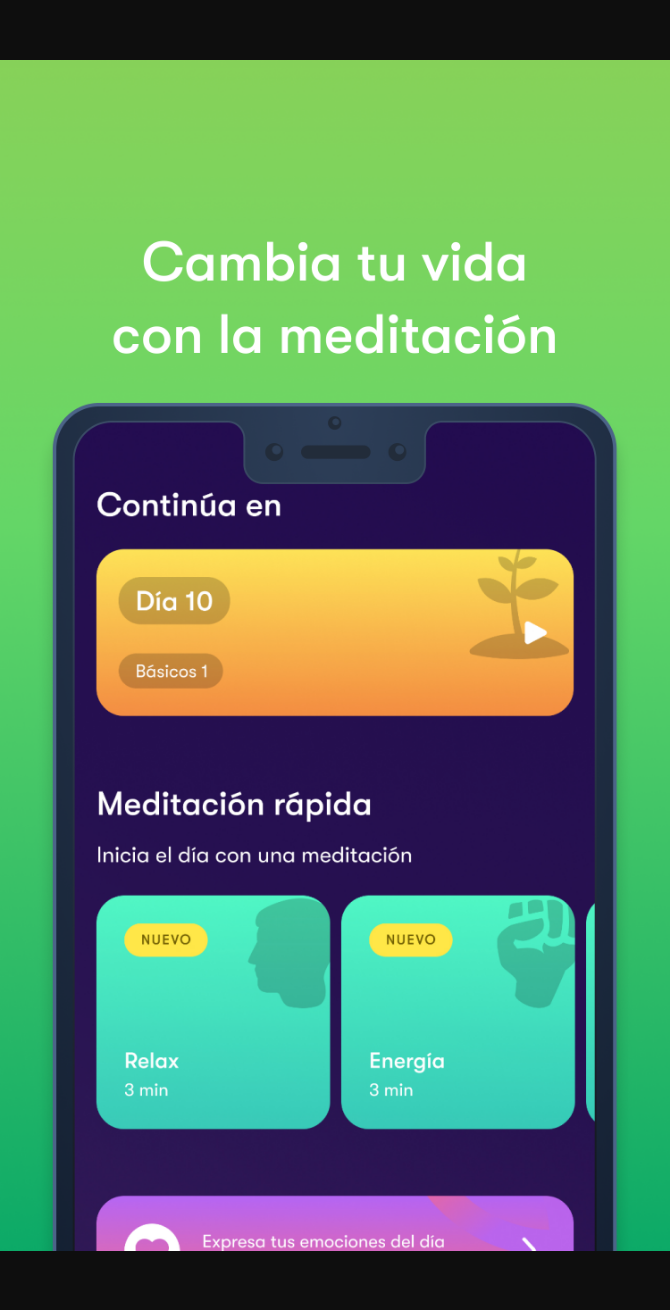 Cambia tu vida
con la meditación
Continúa en
Día 10
Básicos 1
Meditación rápida
Inicia el día con una meditación
NUEVO
Relax
3 min
NUEVO
Energía
3 min
Expresa tus emociones del día